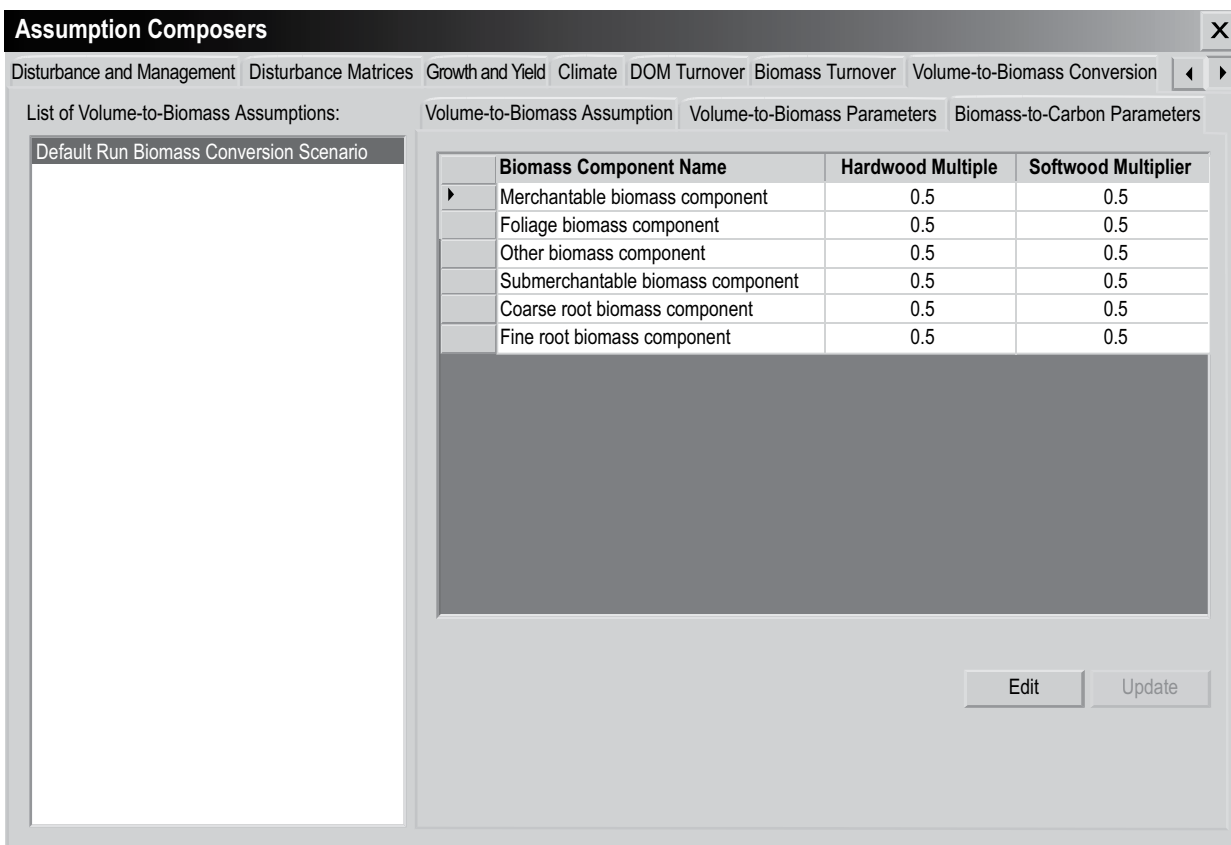 Assumption Composers X
Disturbance and Management Disturbance Matrices Growth and Yield Climate DOM Turnover Biomass Turnover Volume-to-Biomass Conversion
List of Volume-to-Biomass Assumptions:
Default Run Biomass Conversion Scenario
Volume-to-Biomass Assumption Volume-to-Biomass Parameters Biomass-to-Carbon Parameters
Biomass Component Name Hardwood Multiple Softwood Multiplier
Merchantable biomass component 0.5 0.5
Foliage biomass component 0.5 0.5
Other biomass component 0.5 0.5
Submerchantable biomass component 0.5 0.5
Coarse root biomass component 0.5 0.5
Fine root biomass component 0.5 0.5
Edit Update